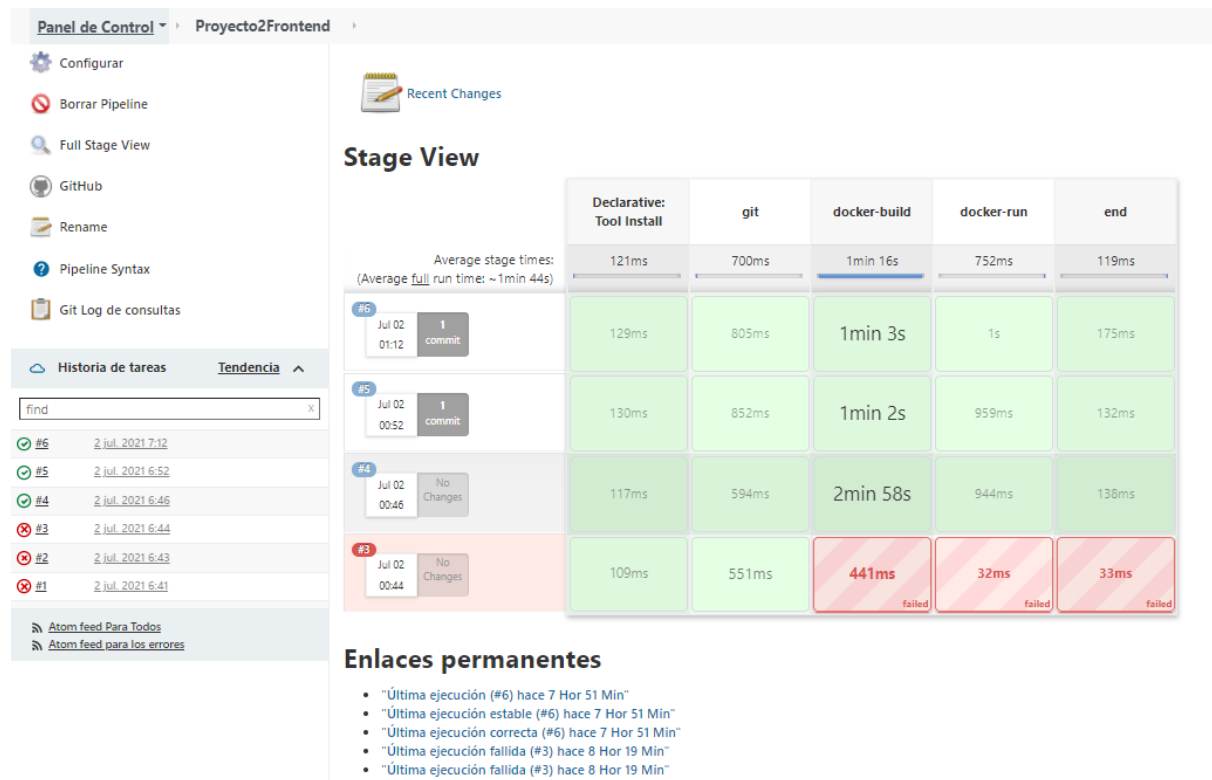 Panel de Control Proyecto2Frontend
Configurar
Borrar Pipeline
Full Stage View
GitHub
Rename
Pipeline Syntax
Git Log de consultas
Historia de tareas Tendencia
find x
#6 2 jul. 2021 7:12
#5 2 jul. 2021 6:52
#4 2 jul. 2021 6:46
#3 2 jul. 2021 6:44
#2 2 jul. 2021 6:43
#1 2 jul. 2021 6:41
Atom feed Para Todos
Atom feed para los errores
Recent Changes
Stage View
Declarative: Tool Install git docker-build docker-run end
Average stage times: 121ms 700ms 1min 16s 752ms 119ms
(Average full run time: ~1min 44s)
#6
Jul 02 01:12 1 commit 129ms 805ms 1min 3s 1s 175ms
#5
Jul 02 00:52 1 commit 130ms 852ms 1min 2s 959ms 132ms
#4
Jul 02 00:46 No Changes 117ms 594ms 2min 58s 944ms 138ms
#3
Jul 02 00:44 No Changes 109ms 551ms 441ms failed 32ms failed 33ms failed
Enlaces permanentes
"Última ejecución (#6) hace 7 Hor 51 Min"
"Última ejecución estable (#6) hace 7 Hor 51 Min"
"Última ejecución correcta (#6) hace 7 Hor 51 Min"
"Última ejecución fallida (#3) hace 8 Hor 19 Min"
"Última ejecución fallida (#3) hace 8 Hor 19 Min"